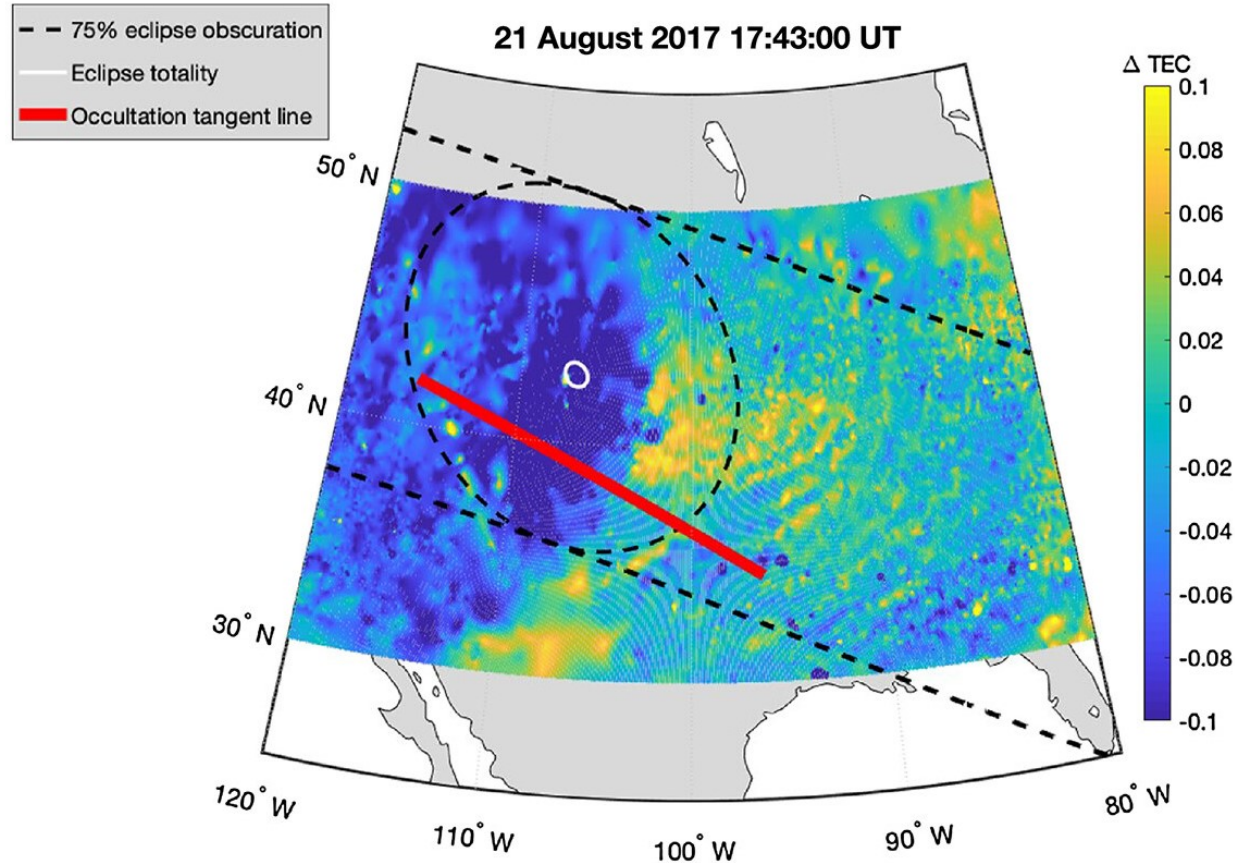 75% eclipse obscuration
Eclipse totality
Occultation tangent line
21 August 2017 17:43:00 UT
Δ TEC
0.1
0.08
0.06
0.04
0.02
0
-0.02
-0.04
-0.06
-0.08
-0.1
50° N
40° N
30° N
120° W
110° W
100° W
90° W
80° W